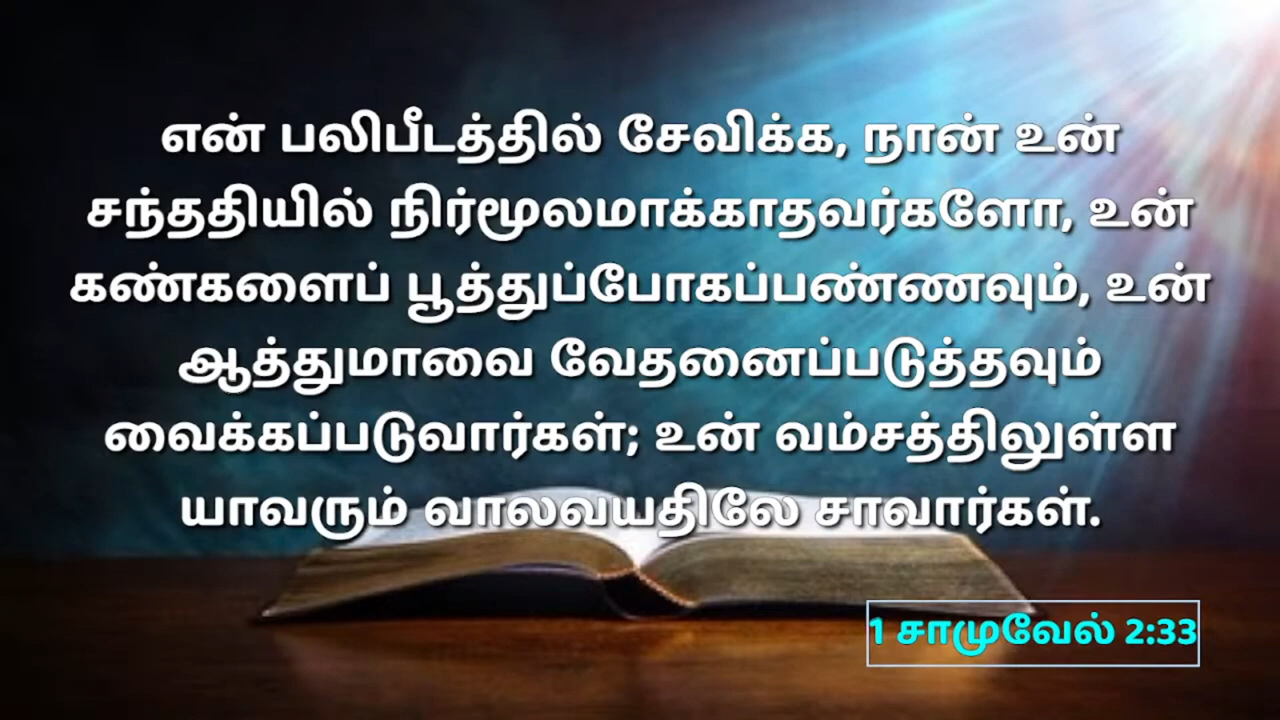 என் பலிபீடத்தில் சேவிக்க, நான் உன்
சந்ததியில் நிர்மூலமாக்காதவர்களோ, உன்
கண்களைப் பூத்துப்போகப்பண்ணவும், உன்
ஆத்துமாவை வேதனைப்படுத்தவும்
வைக்கப்படுவார்கள்; உன் வம்சத்திலுள்ள
யாவரும் வாலவயதிலே சாவார்கள்.
1 சாமுவேல் 2:33